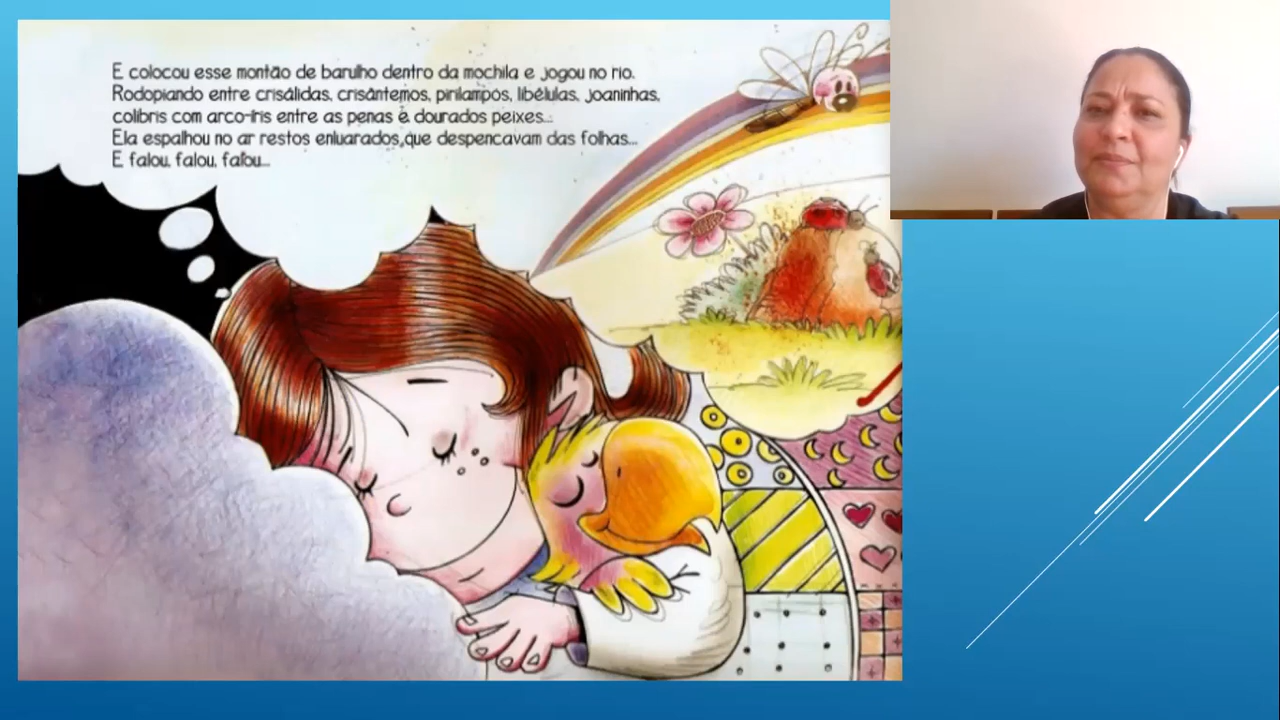 E colocou esse montão de barulho dentro da mochila e jogou no rio.
Rodopiando entre crisálidas, crisântemos, pirilampos, libélulas, joaninhas,
colibris com arco-íris entre as penas e dourados peixes...
Ela espalhou no ar restos enluarados que despencavam das folhas...
E falou, falou, falou...